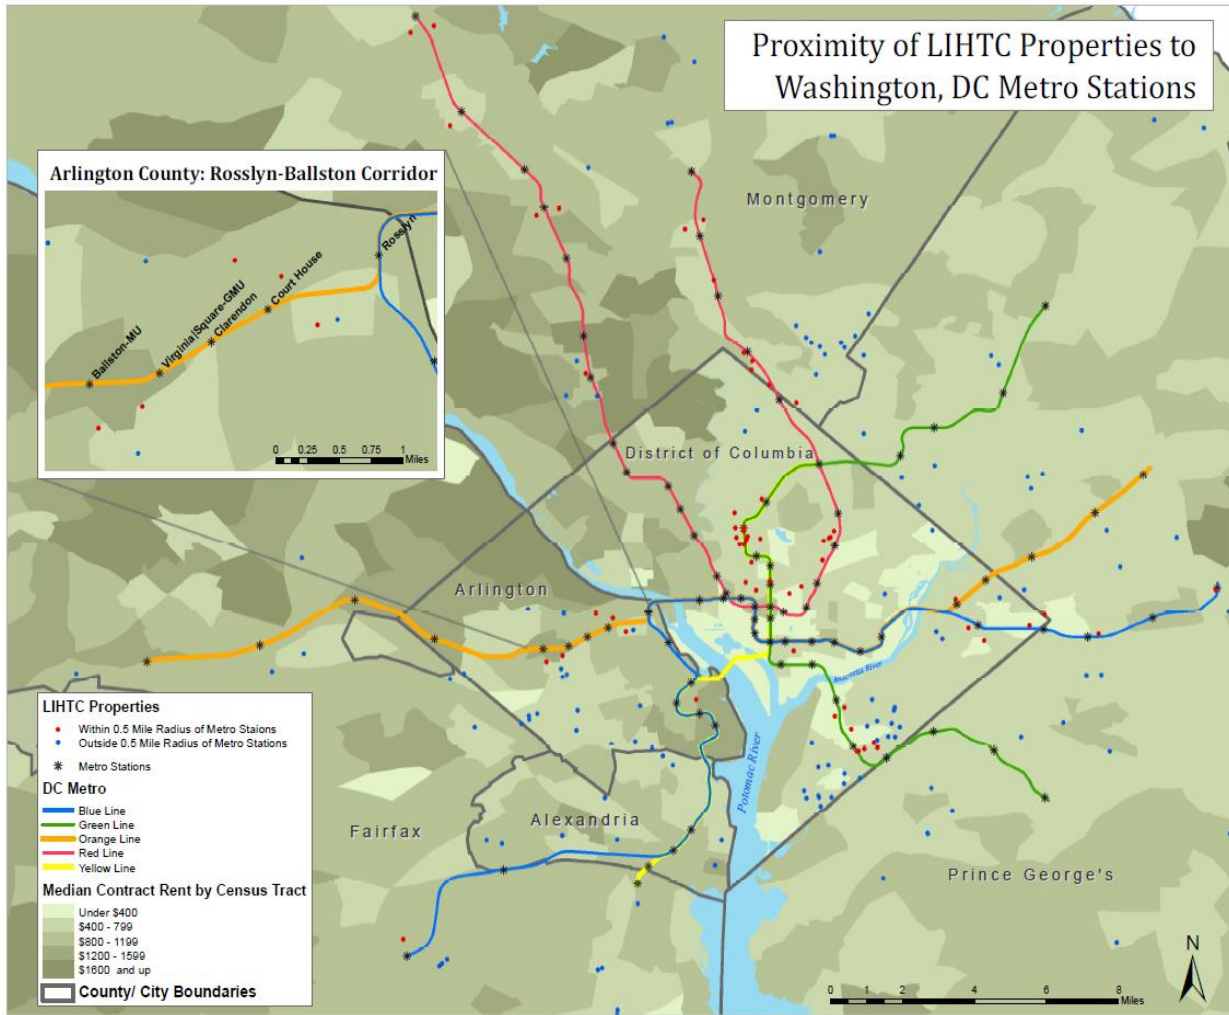 Proximity of LIHTC Properties to
Washington, DC Metro Stations
Arlington County: Rosslyn-Ballston Corridor
Ballston-MU
Virginia|Square-GMU
Clarendon
Court House
Rosslyn
0 0.25 0.5 0.75 1
Miles
Montgomery
District of Columbia
Arlington
Anacostia River
Potomac River
Alexandria
Fairfax
Prince George's
LIHTC Properties
Within 0.5 Mile Radius of Metro Staions
Outside 0.5 Mile Radius of Metro Stations
Metro Stations
DC Metro
Blue Line
Green Line
Orange Line
Red Line
Yellow Line
Median Contract Rent by Census Tract
Under $400
$400 - 799
$800 - 1199
$1200 - 1599
$1600 and up
County/ City Boundaries
N
0 2 4 6 8
Miles